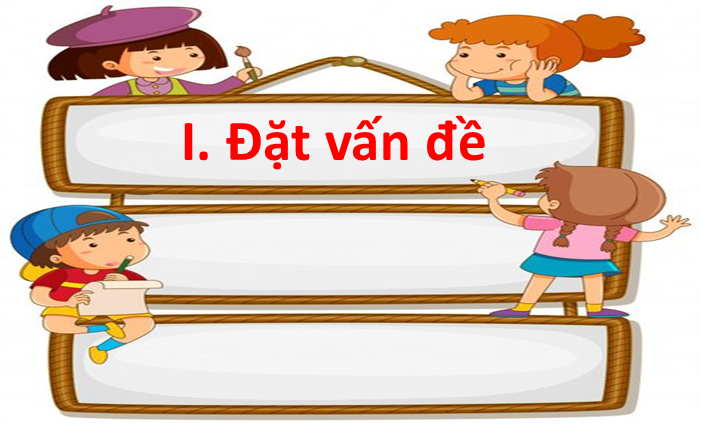 I. Đặt vấn đề